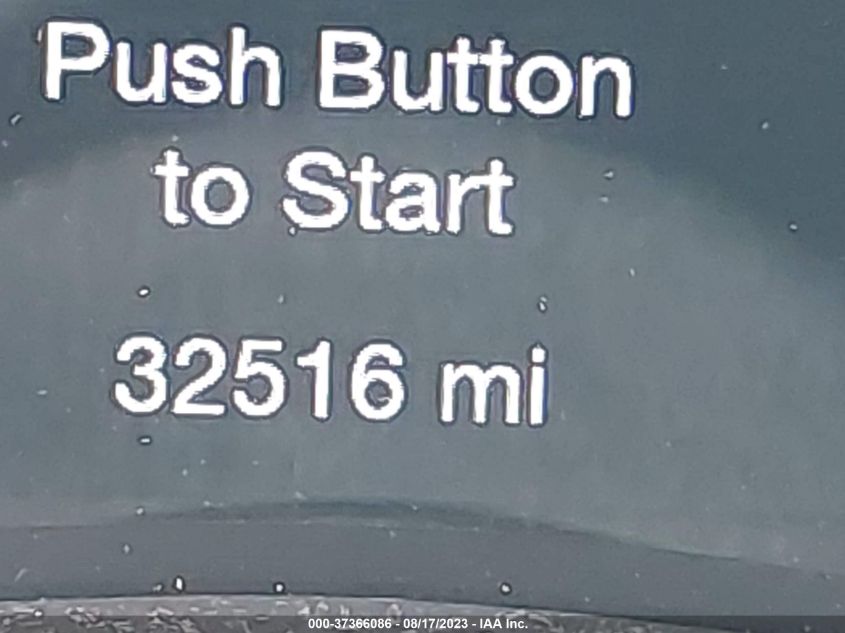 Push Button
to Start
32516 mi
000-37366086 - 08/17/2023 - IAA Inc.